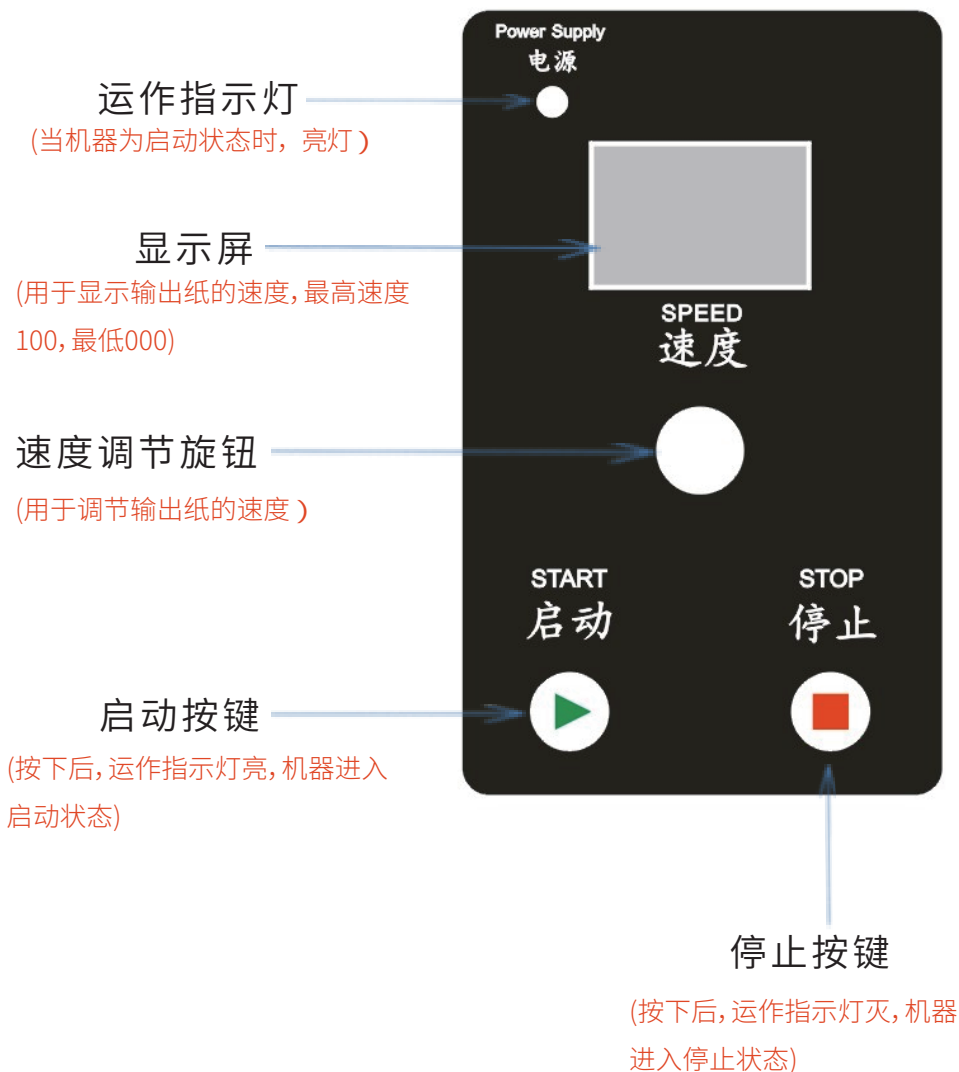 Power Supply
电源
运作指示灯
(当机器为启动状态时，亮灯)
显示屏
(用于显示输出纸的速度，最高速度
100，最低000)
SPEED
速度
速度调节旋钮
(用于调节输出纸的速度)
START
启动
STOP
停止
启动按键
(按下后，运作指示灯亮，机器进入
启动状态)
停止按键
(按下后，运作指示灯灭，机器
进入停止状态)